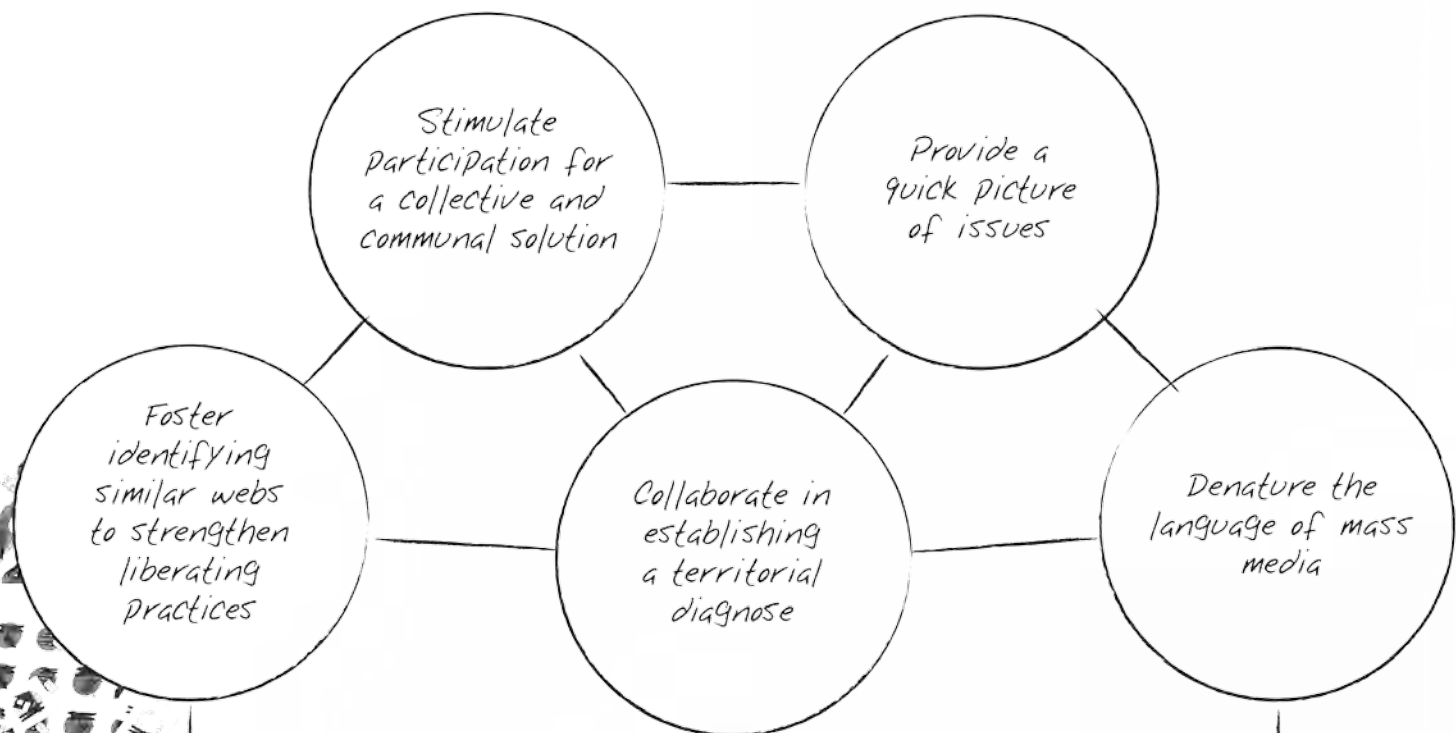 Stimulate
participation for
a collective and
communal solution
Provide a
quick picture
of issues
Foster
identifying
similar webs
to strengthen
liberating
practices
Collaborate in
establishing
a territorial
diagnose
Denature the
language of mass
media